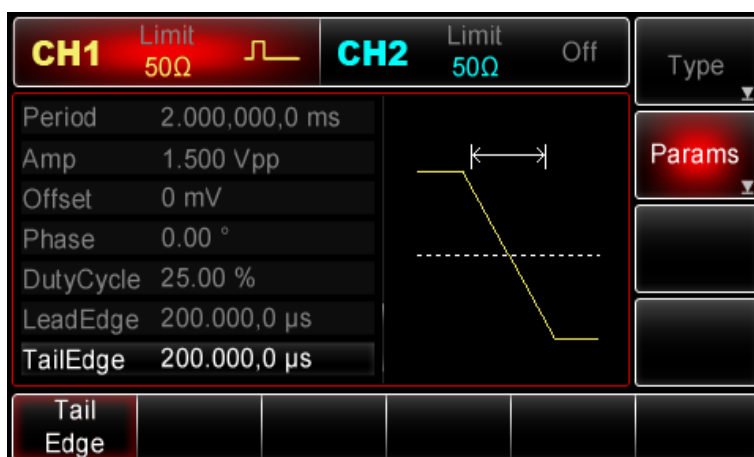 CH1 Limit 50Ω CH2 Limit 50Ω Off
Type
Period 2.000,000,0 ms
Amp 1.500 Vpp
Offset 0 mV
Phase 0.00 °
DutyCycle 25.00 %
LeadEdge 200.000,0 µs
TailEdge 200.000,0 µs
Params
Tail
Edge